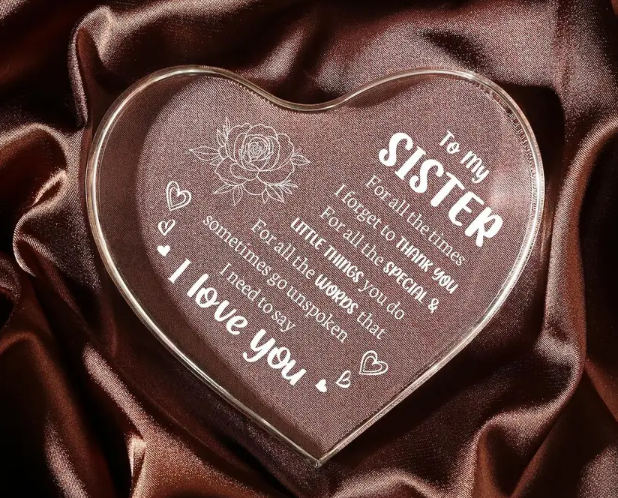 To My
SISTER
For all the times
I forget to THANK YOU
For all the SPECIAL &
LITTLE THINGS you do
For all the WORDS that
sometimes go unspoken
I need to say
I love you